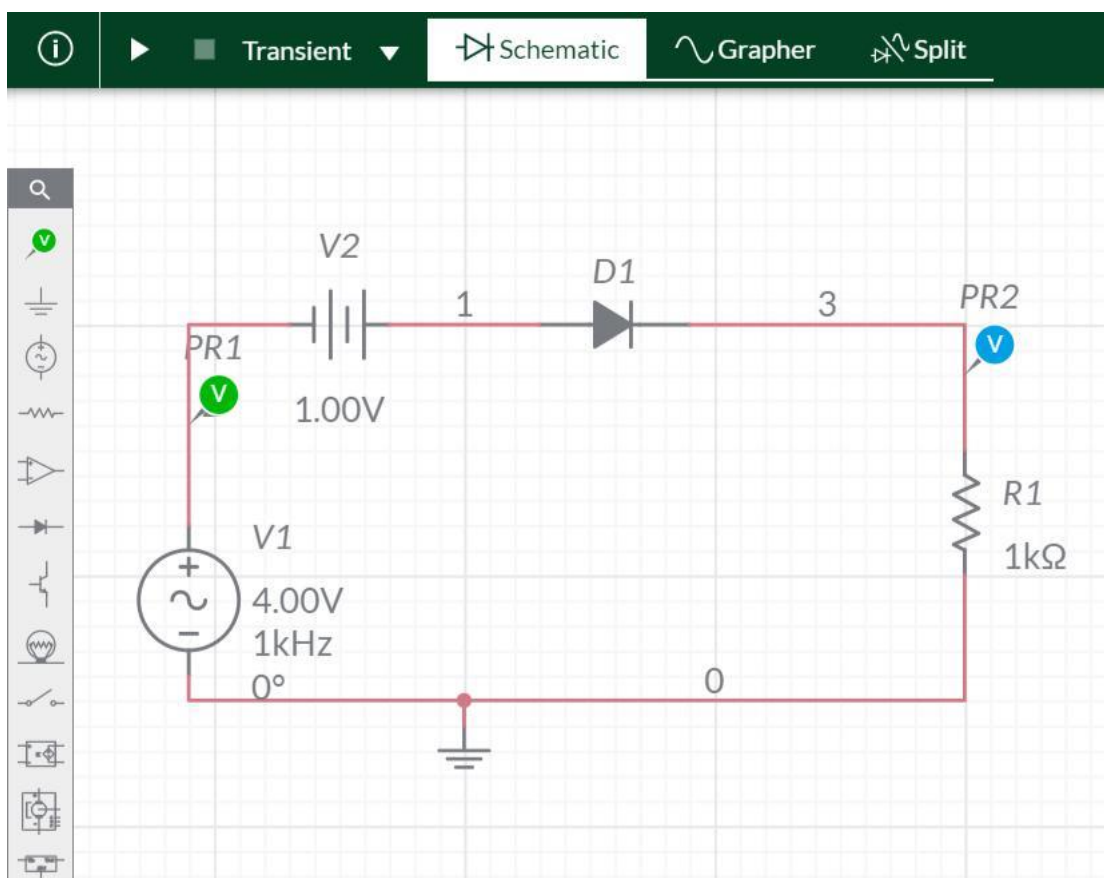 Transient Schematic Grapher Split
V
V2
D1
1
3
PR2
PR1
V
V
1.00V
R1
1kΩ
V1
4.00V
1kHz
0°
0